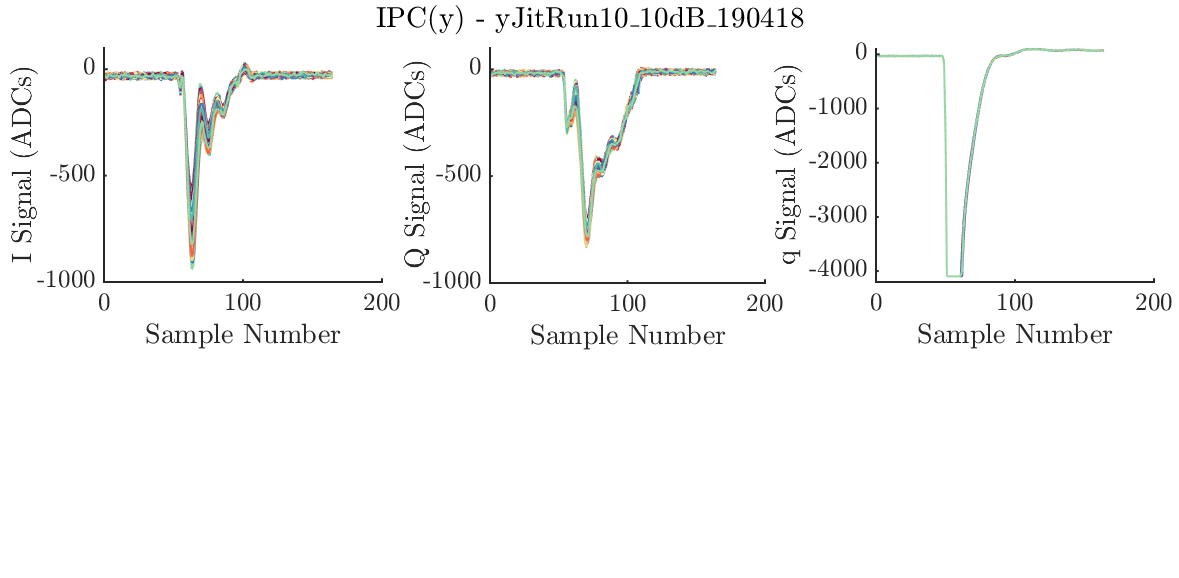 IPC(y) - yJitRun10_10dB_190418
I Signal (ADCs)
0
-500
-1000
0
100
200
Sample Number
Q Signal (ADCs)
0
-500
-1000
0
100
200
Sample Number
q Signal (ADCs)
0
-1000
-2000
-3000
-4000
0
100
200
Sample Number